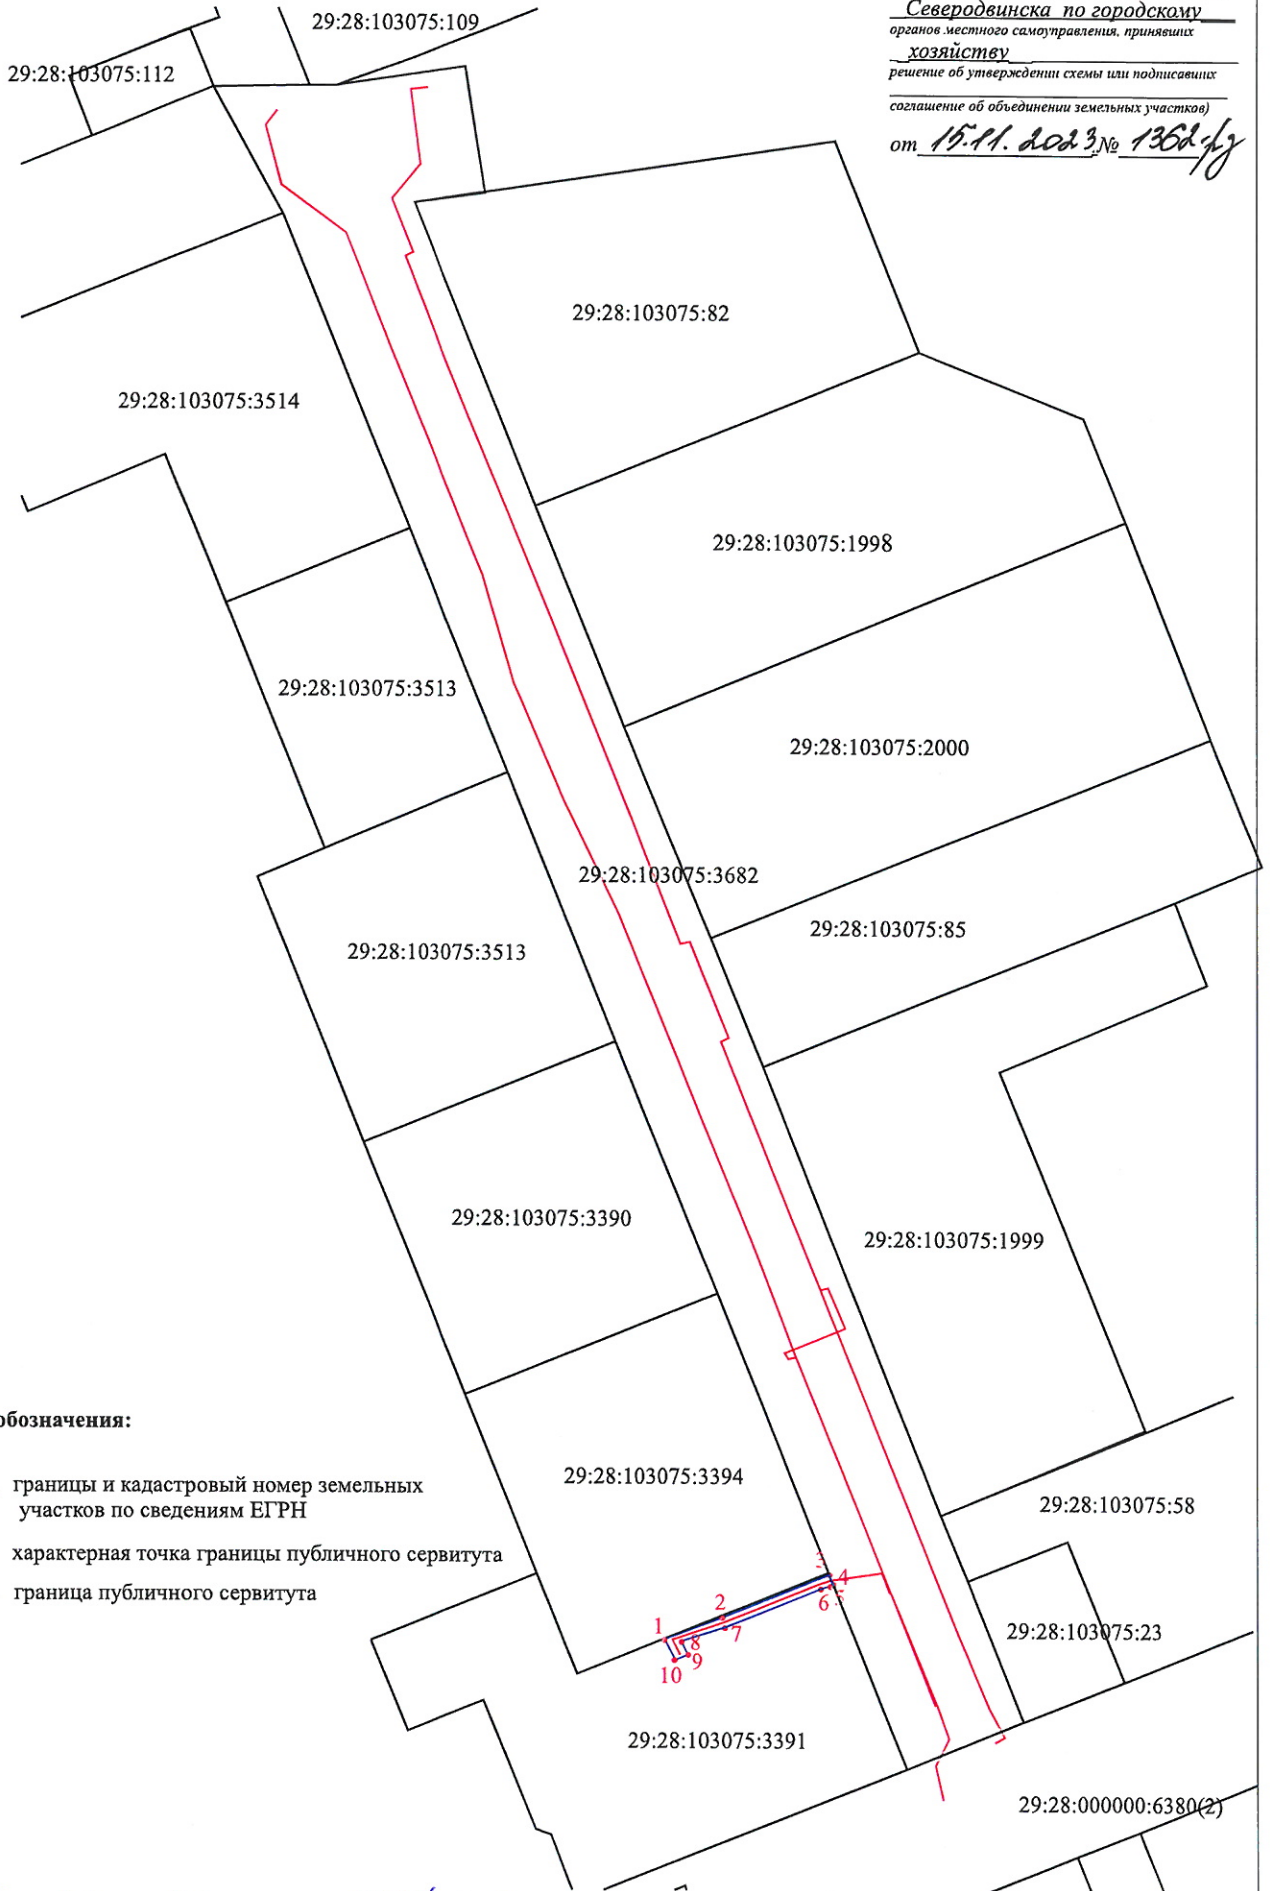 Северодвинска по городскому
органов местного самоуправления, принявших
хозяйству
решение об утверждении схемы или подписавших
соглашение об объединении земельных участков)
от 15.11.2023 № 1362-рз
29:28:103075:109
29:28:103075:112
29:28:103075:82
29:28:103075:3514
29:28:103075:1998
29:28:103075:3513
29:28:103075:2000
29:28:103075:3682
29:28:103075:85
29:28:103075:3513
29:28:103075:3390
29:28:103075:1999
обозначения:
29:28:103075:3394
границы и кадастровый номер земельных
участков по сведениям ЕГРН
29:28:103075:58
характерная точка границы публичного сервитута
граница публичного сервитута
3
4
5
6
2
1
7
8
9
10
29:28:103075:23
29:28:103075:3391
29:28:000000:6380(2)